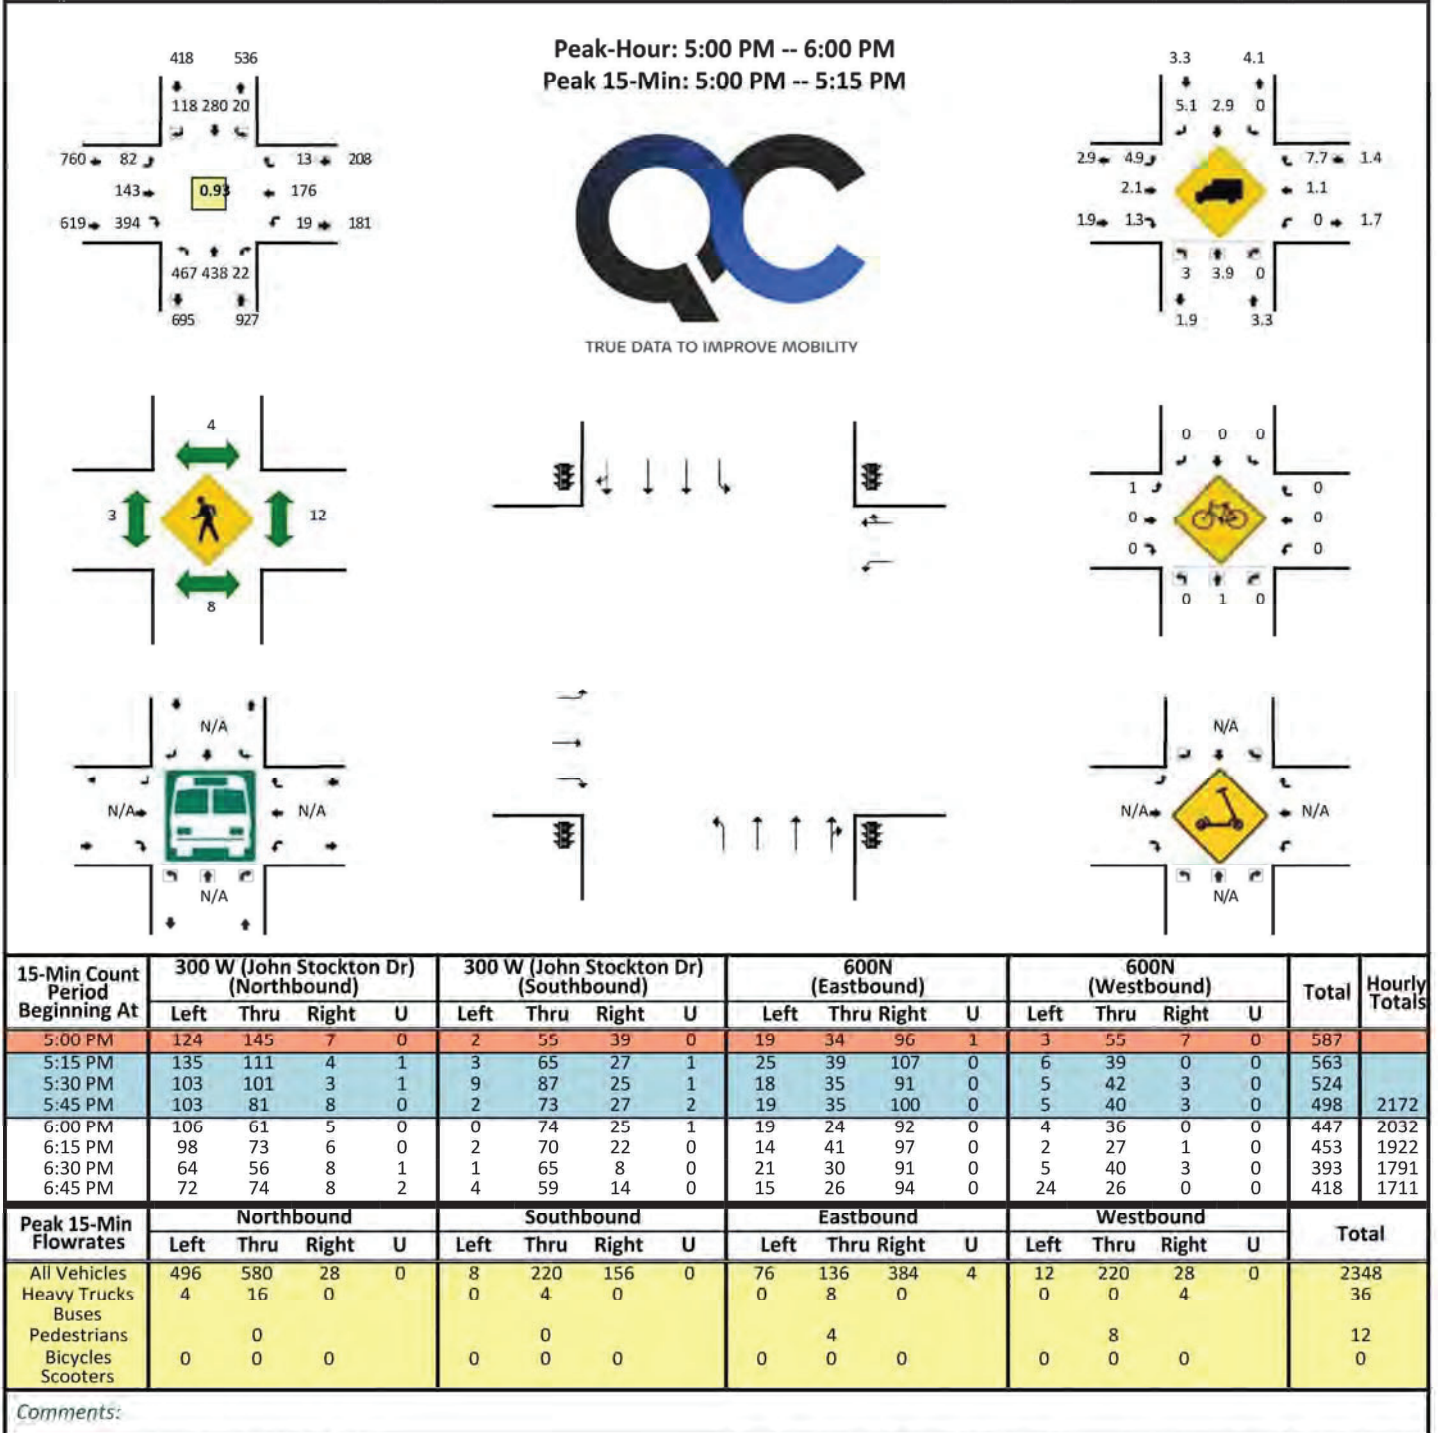 Peak-Hour: 5:00 PM -- 6:00 PM
Peak 15-Min: 5:00 PM -- 5:15 PM
418 536
118 280 20
760 82 13 208
143 0.93 176
619 394 19 181
467 438 22
695 927
QC
TRUE DATA TO IMPROVE MOBILITY
3.3 4.1
5.1 2.9 0
2.9 4.9 7.7 1.4
2.1 1.1
1.9 1.3 0 1.7
3 3.9 0
1.9 3.3
4
3 12
8
0 0 0
1 0
0 0
0 0
0 1 0
N/A
N/A N/A
N/A
N/A
N/A N/A
N/A
15-Min Count Period Beginning At 300 W (John Stockton Dr) (Northbound) 300 W (John Stockton Dr) (Southbound) 600N (Eastbound) 600N (Westbound) Total Hourly Totals
Left Thru Right U Left Thru Right U Left Thru Right U Left Thru Right U
5:00 PM 124 145 7 0 2 55 39 0 19 34 96 1 3 55 7 0 587
5:15 PM 135 111 4 1 3 65 27 1 25 39 107 0 6 39 0 0 563
5:30 PM 103 101 3 1 9 87 25 1 18 35 91 0 5 42 3 0 524
5:45 PM 103 81 8 0 2 73 27 2 19 35 100 0 5 40 3 0 498 2172
6:00 PM 106 61 5 0 0 74 25 1 19 24 92 0 4 36 0 0 447 2032
6:15 PM 98 73 6 0 2 70 22 0 14 41 97 0 2 27 1 0 453 1922
6:30 PM 64 56 8 1 1 65 8 0 21 30 91 0 5 40 3 0 393 1791
6:45 PM 72 74 8 2 4 59 14 0 15 26 94 0 24 26 0 0 418 1711
Peak 15-Min Flowrates Northbound Southbound Eastbound Westbound Total
Left Thru Right U Left Thru Right U Left Thru Right U Left Thru Right U
All Vehicles 496 580 28 0 8 220 156 0 76 136 384 4 12 220 28 0 2348
Heavy Trucks 4 16 0 0 4 0 0 8 0 0 0 4 36
Buses
Pedestrians 0 0 4 8 12
Bicycles 0 0 0 0 0 0 0 0 0 0 0 0 0
Scooters
Comments: